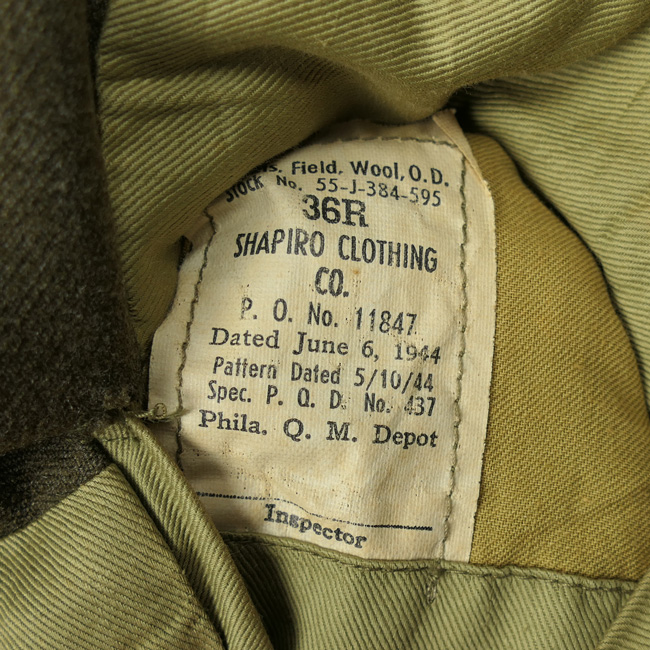 Field, Wool, O.D.
Stock No. 55-J-384-595
36R
SHAPIRO CLOTHING
CO.
P. O. No. 11847
Dated June 6, 1944
Pattern Dated 5/10/44
Spec. P. Q. D. No. 437
Phila. Q. M. Depot
Inspector